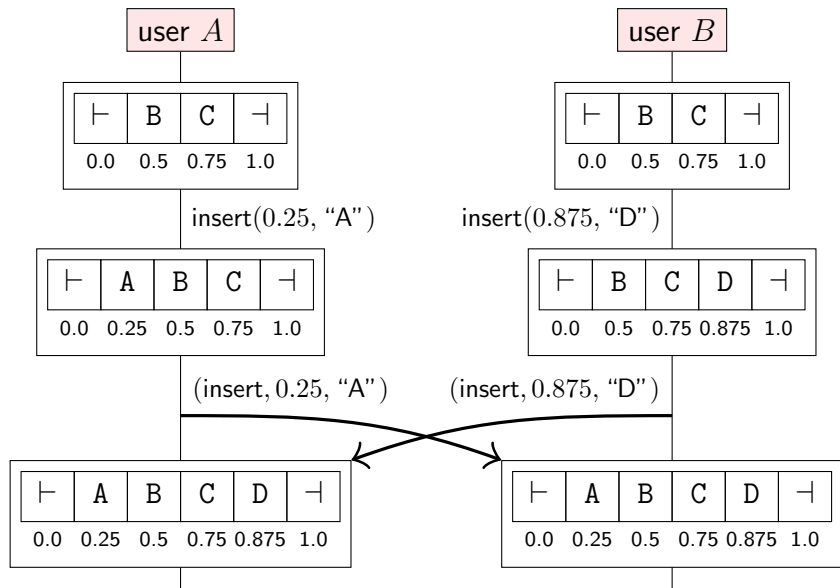 user A user B
⊢ B C ⊣ ⊢ B C ⊣
0.0 0.5 0.75 1.0 0.0 0.5 0.75 1.0
insert(0.25, “A”) insert(0.875, “D”)
⊢ A B C ⊣ ⊢ B C D ⊣
0.0 0.25 0.5 0.75 1.0 0.0 0.5 0.75 0.875 1.0
(insert, 0.25, “A”) (insert, 0.875, “D”)
⊢ A B C D ⊣ ⊢ A B C D ⊣
0.0 0.25 0.5 0.75 0.875 1.0 0.0 0.25 0.5 0.75 0.875 1.0